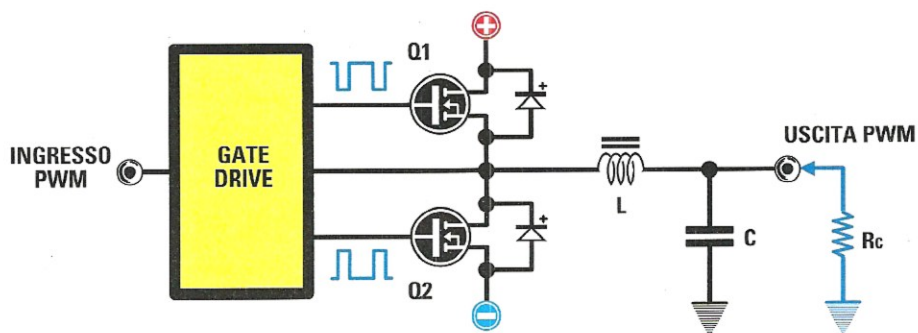 Q1
+
INGRESSO
PWM
GATE
DRIVE
USCITA PWM
L
C
Rc
Q2
−